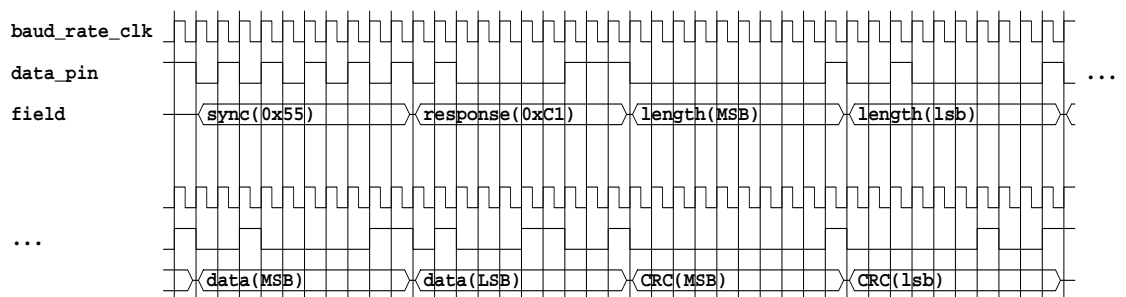 baud_rate_clk
data_pin ...
field sync(0x55) response(0xC1) length(MSB) length(lsb)
...
data(MSB) data(LSB) CRC(MSB) CRC(lsb)